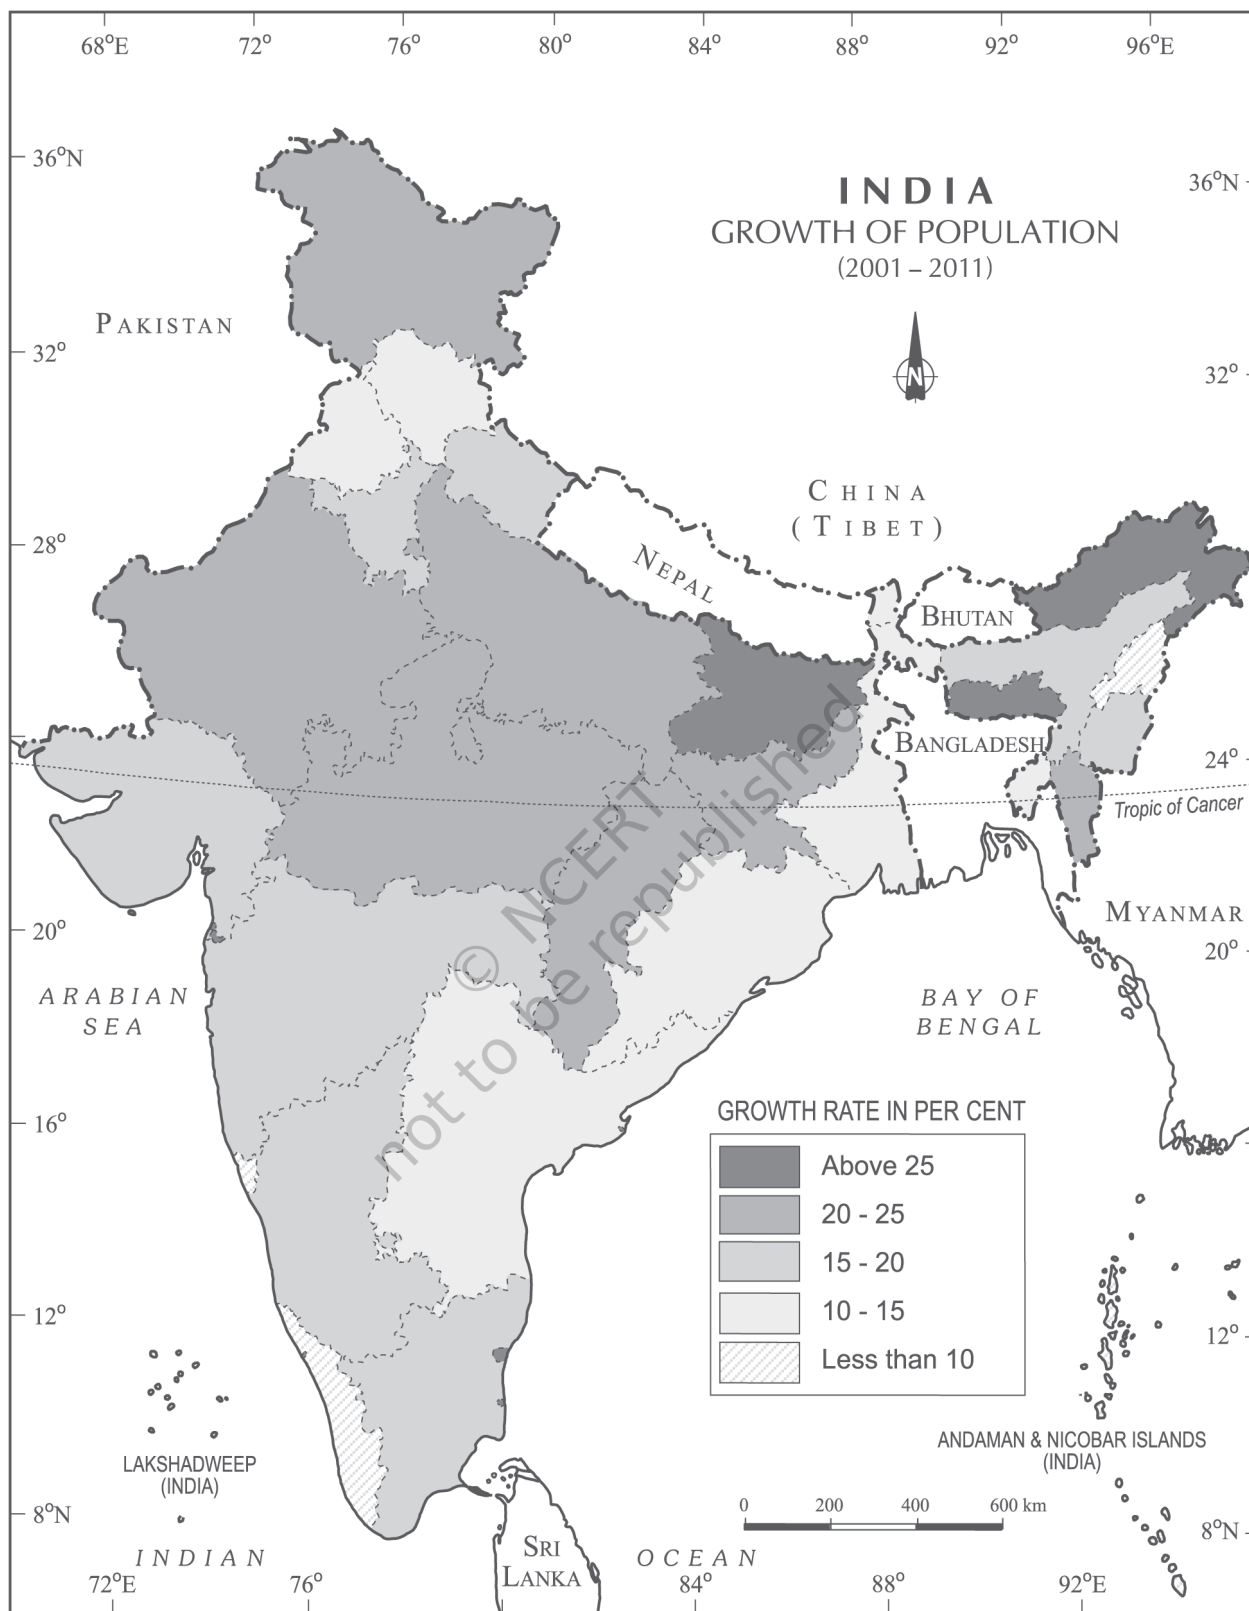 68°E 72° 76° 80° 84° 88° 92° 96°E
36°N
INDIA
36°N
GROWTH OF POPULATION
(2001 – 2011)
PAKISTAN
32°
N
32°
CHINA
(TIBET)
28°
NEPAL
BHUTAN
BANGLADESH
24°
Tropic of Cancer
© NCERT
not to be republished
20°
MYANMAR
20°
ARABIAN
SEA
BAY OF
BENGAL
16°
GROWTH RATE IN PER CENT
Above 25
20 - 25
15 - 20
10 - 15
Less than 10
12°
12°
LAKSHADWEEP
(INDIA)
ANDAMAN & NICOBAR ISLANDS
(INDIA)
8°N
0 200 400 600 km
8°N
INDIAN
SRI
LANKA
OCEAN
72°E 76° 84° 88° 92°E